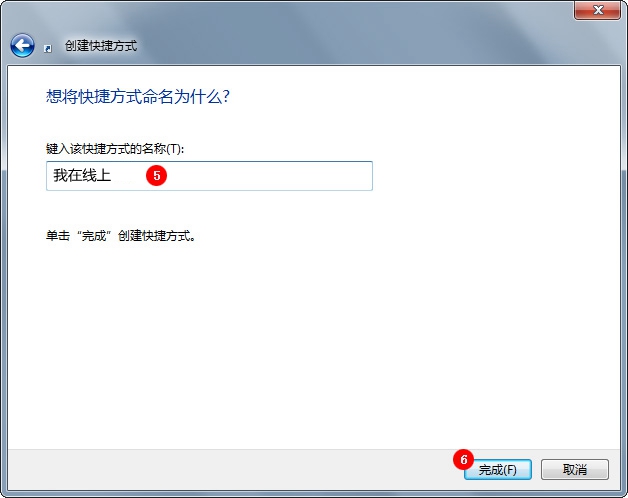 创建快捷方式
想将快捷方式命名为什么?
键入该快捷方式的名称(T):
我在线上 5
单击“完成”创建快捷方式。
6
完成(F) 取消